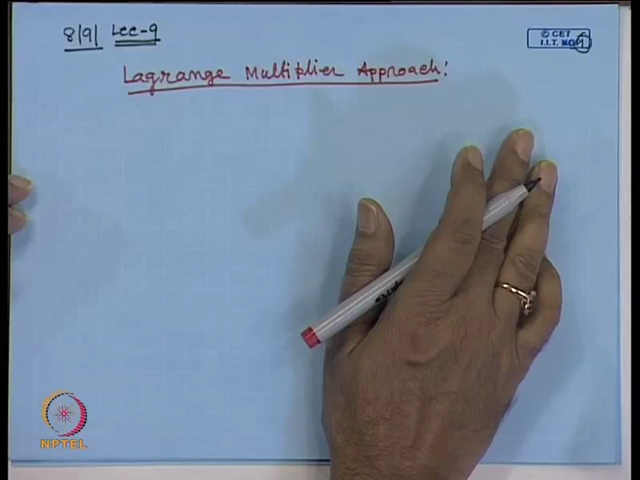 8/9/ Lec-9
© CET
I.I.T. KGP
Lagrange Multiplier Approach:
NPTEL